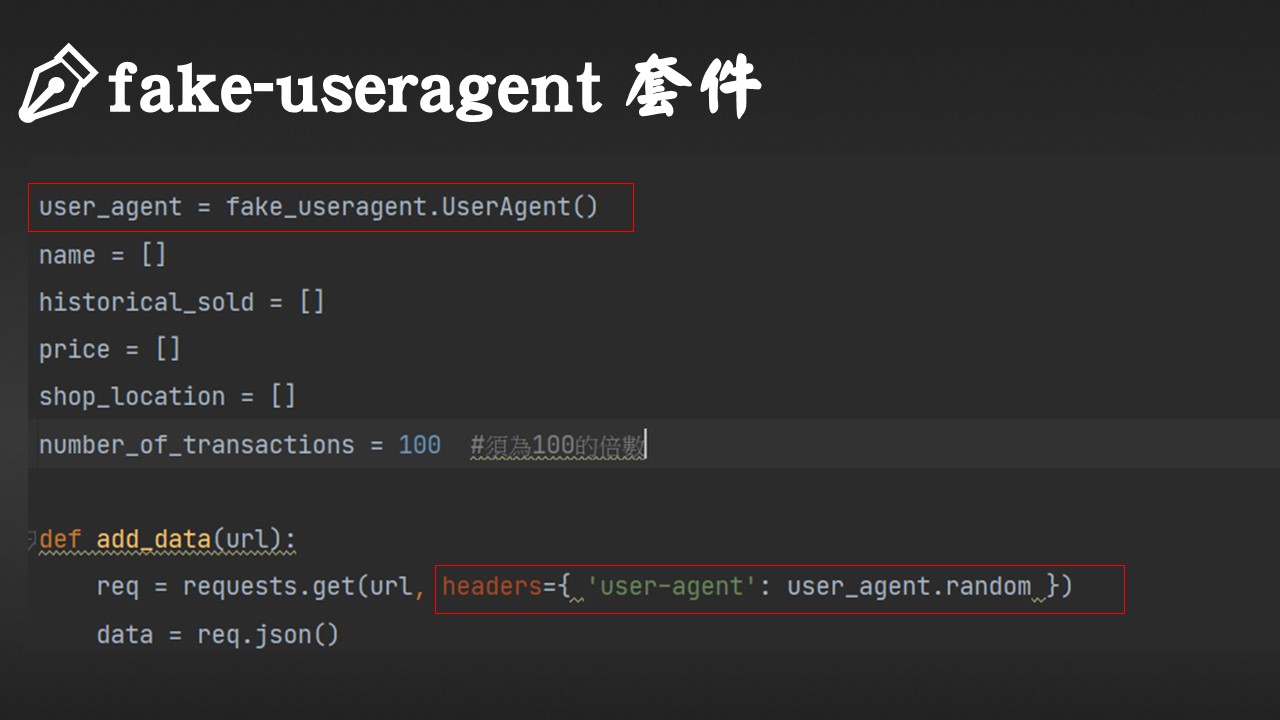 fake-useragent 套件
user_agent = fake_useragent.UserAgent()
name = []
historical_sold = []
price = []
shop_location = []
number_of_transactions = 100  #須為100的倍數
def add_data(url):
    req = requests.get(url, headers={ 'user-agent': user_agent.random })
    data = req.json()